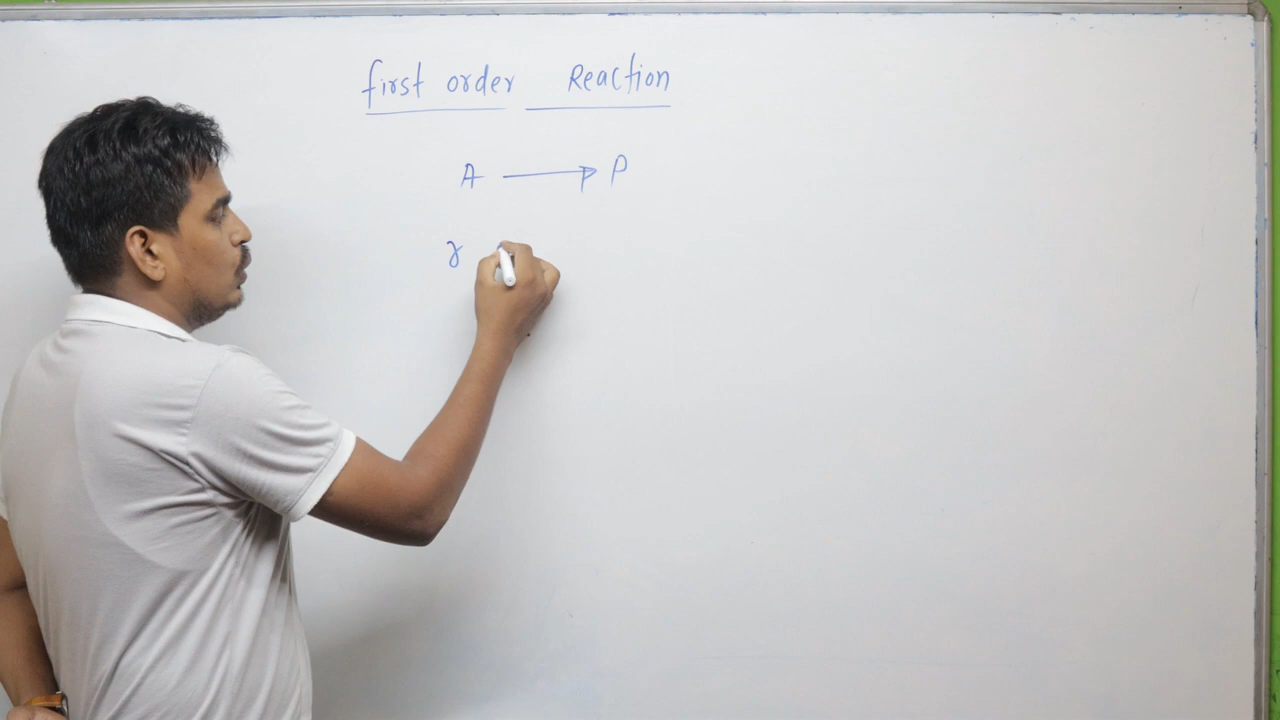 first order Reaction
A → P
r